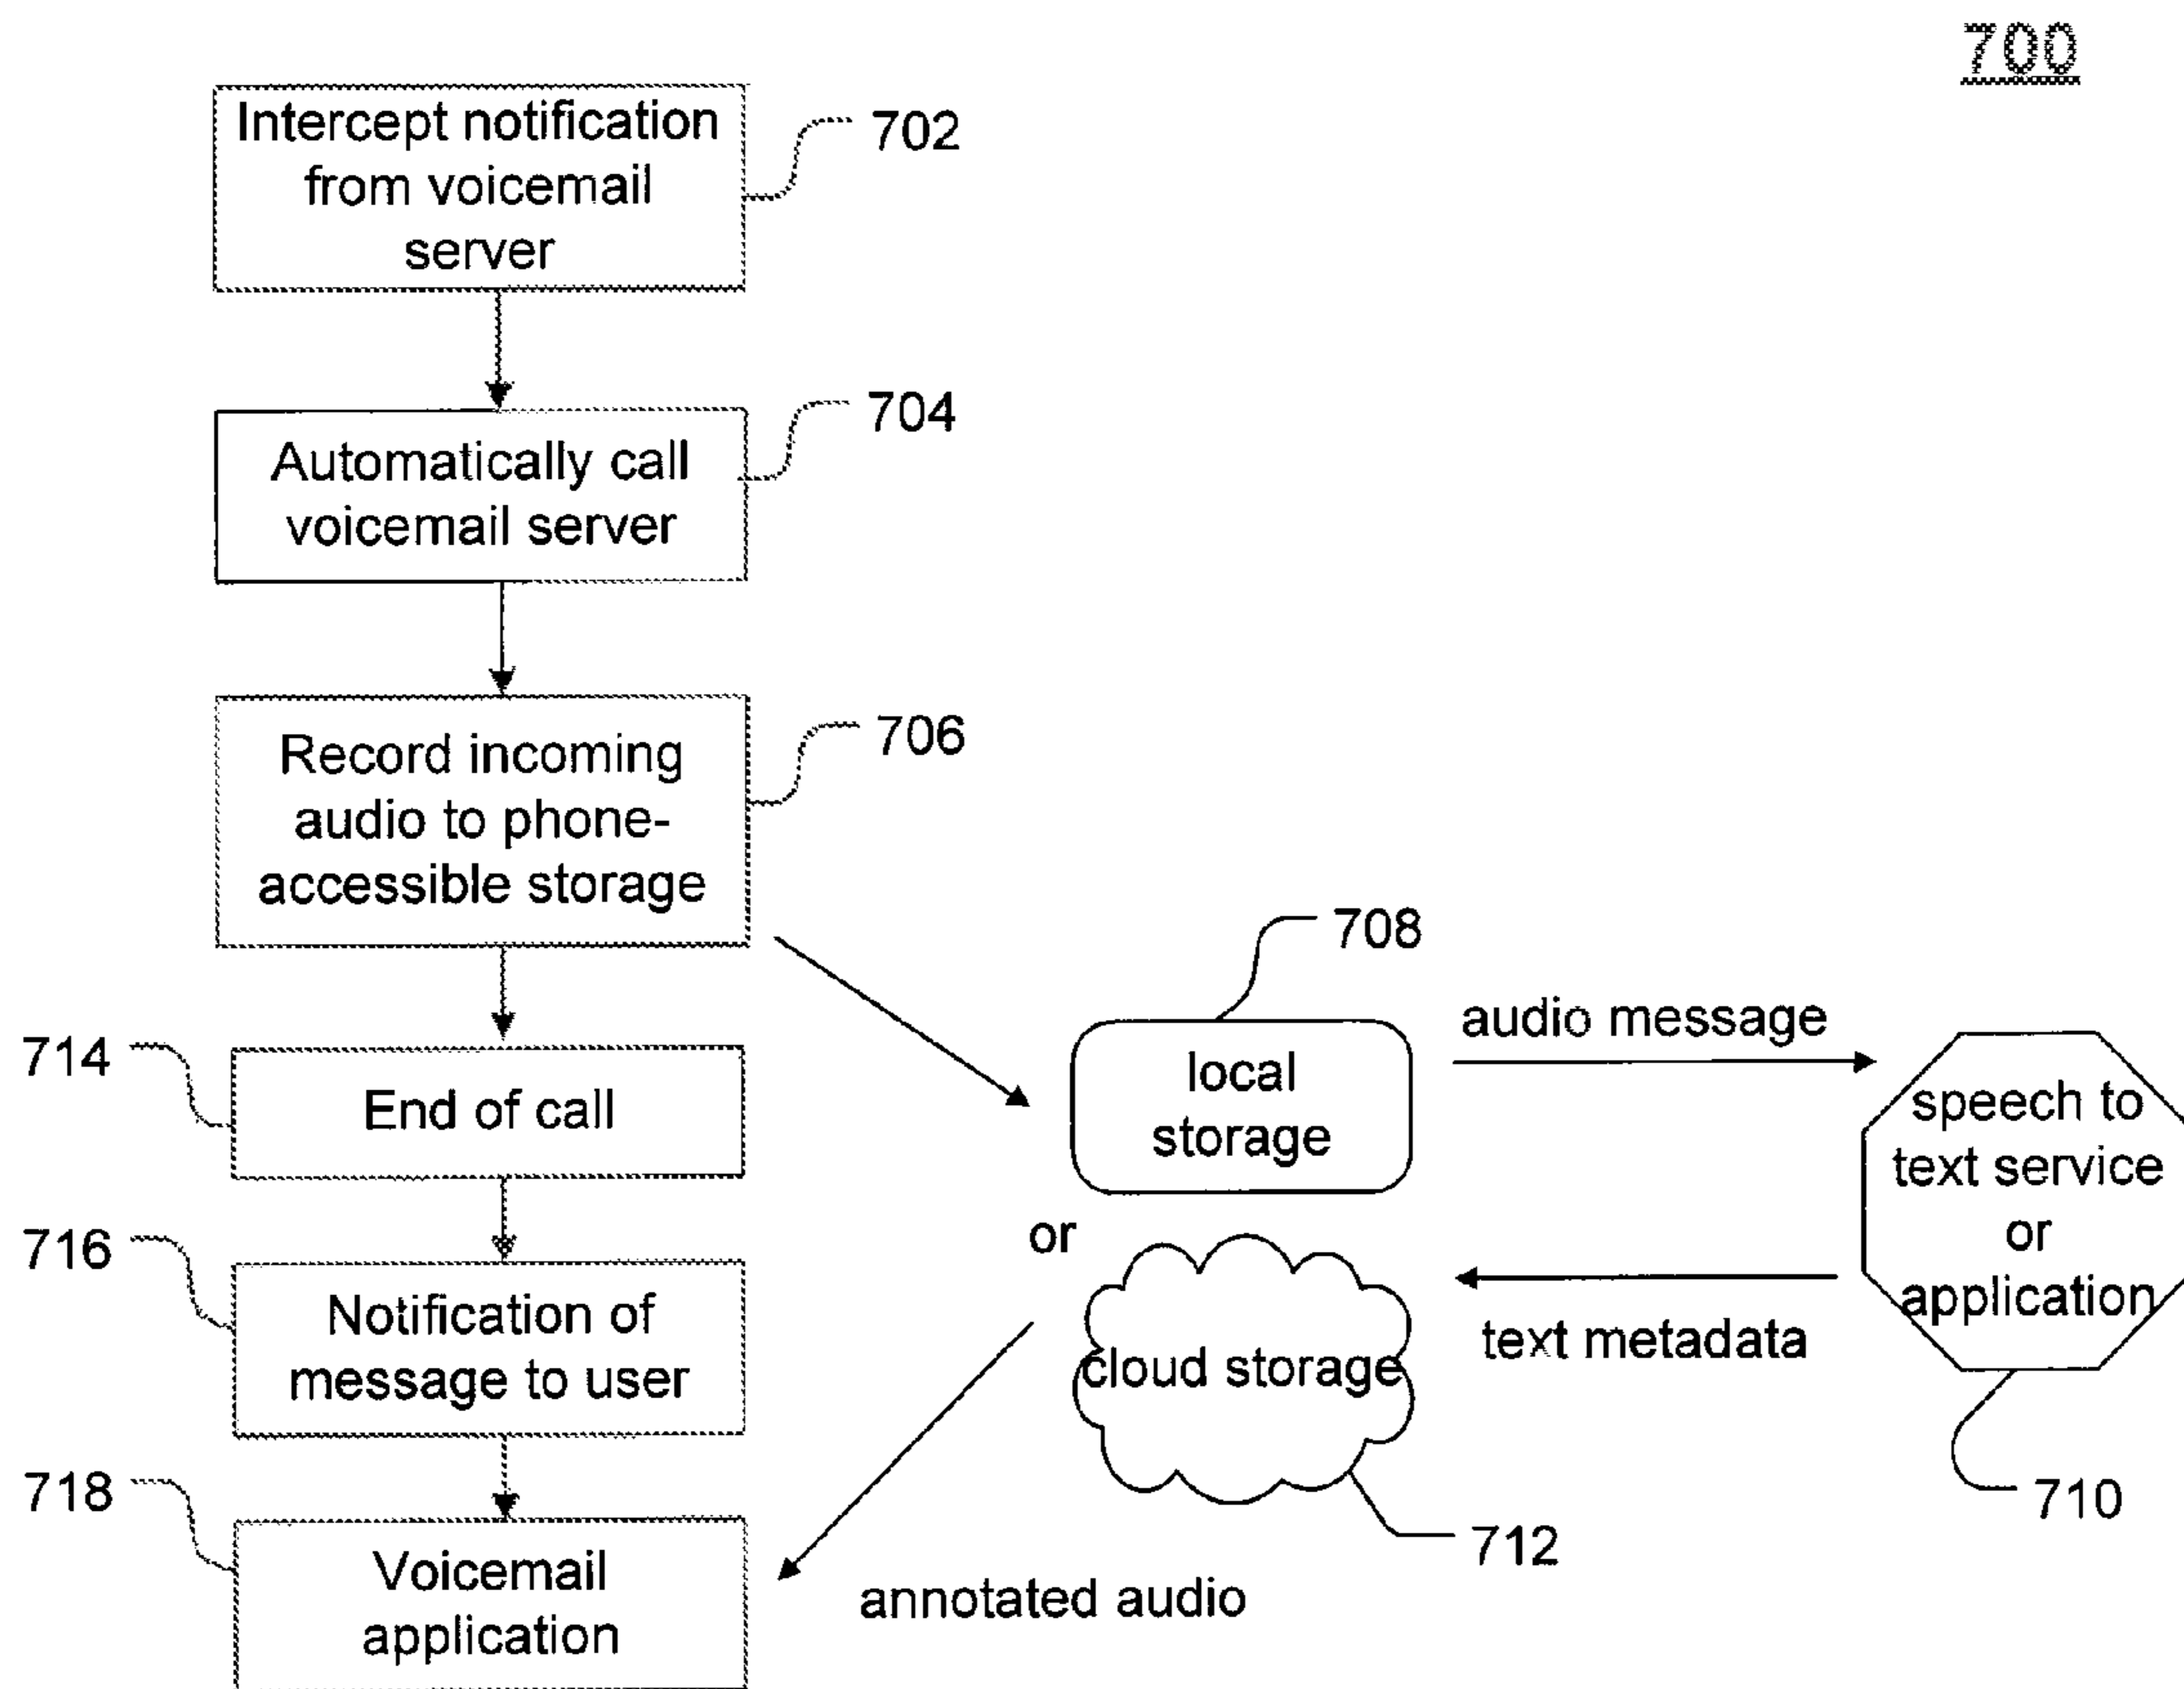 700
Intercept notification
from voicemail
server
702
Automatically call
voicemail server
704
Record incoming
audio to phone-
accessible storage
706
708
local
storage
audio message
speech to
text service
or
application
710
or
text metadata
cloud storage
712
714
End of call
716
Notification of
message to user
718
Voicemail
application
annotated audio